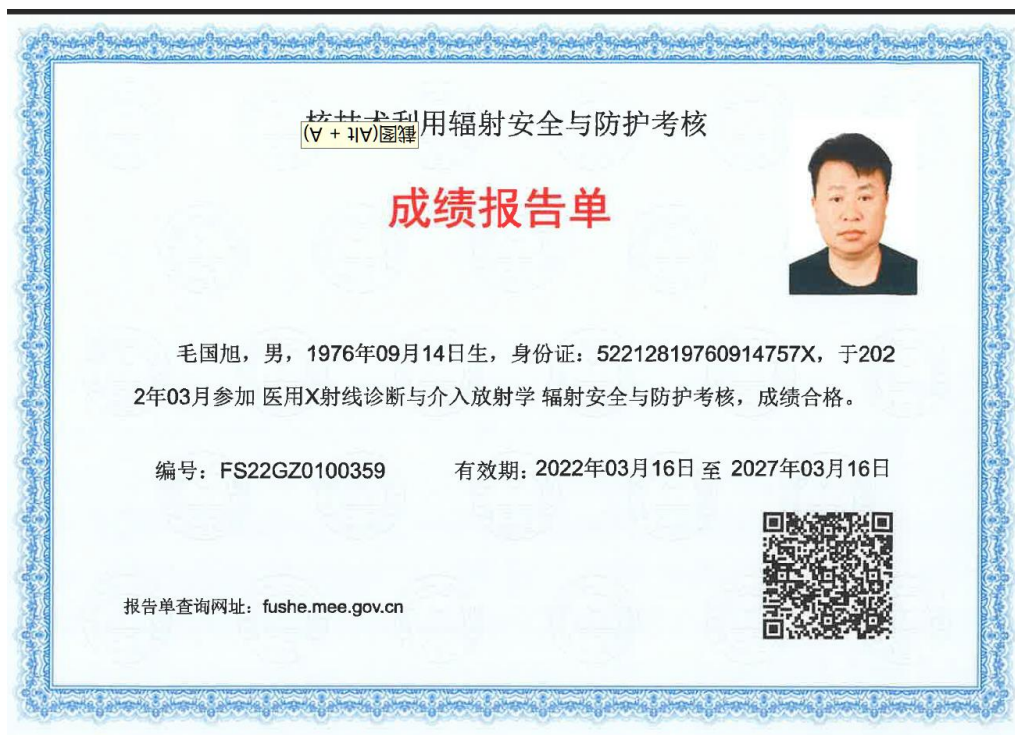 核技术利用辐射安全与防护考核
截图(Alt + A)
成绩报告单
毛国旭，男，1976年09月14日生，身份证：52212819760914757X，于202
2年03月参加 医用X射线诊断与介入放射学 辐射安全与防护考核，成绩合格。
编号：FS22GZ0100359 有效期：2022年03月16日 至 2027年03月16日
报告单查询网址：fushe.mee.gov.cn